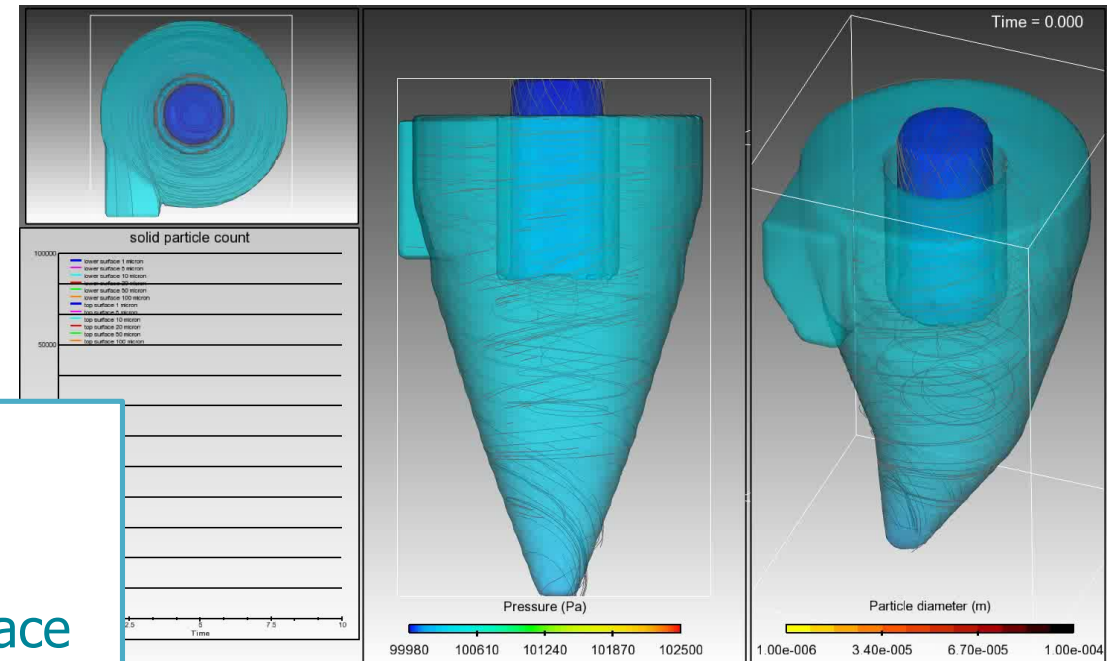 Time = 0.000
solid particle count
100000
lower surface 1 micron
lower surface 5 micron
lower surface 10 micron
lower surface 20 micron
lower surface 50 micron
lower surface 100 micron
top surface 1 micron
top surface 5 micron
top surface 10 micron
top surface 20 micron
top surface 50 micron
top surface 100 micron
50000
2.5 5 7.5 10
Time
Pressure (Pa)
99980 100610 101240 101870 102500
Particle diameter (m)
1.00e-006 3.40e-005 6.70e-005 1.00e-004